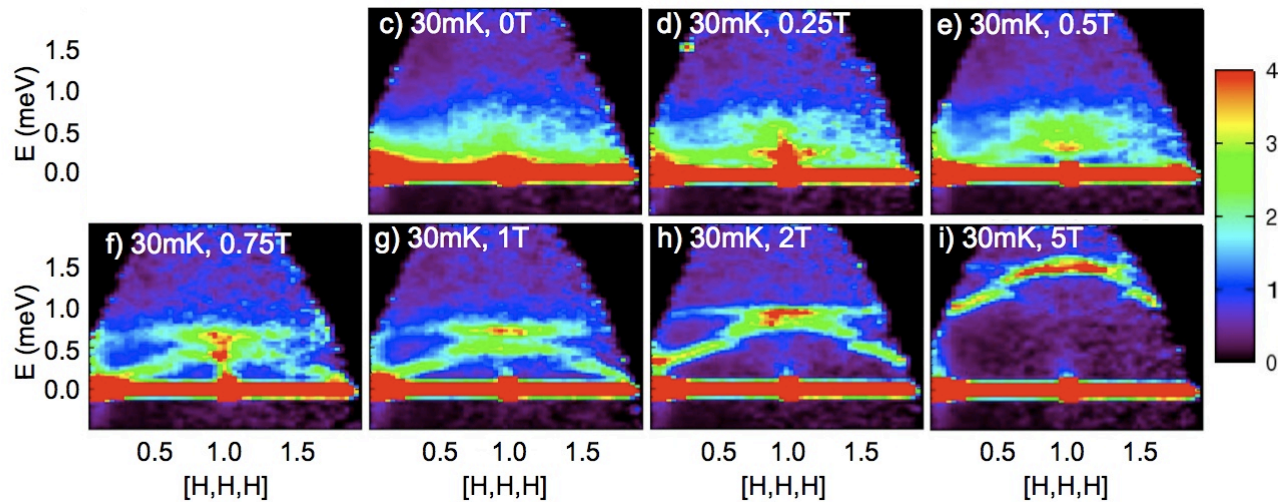 c) 30mK, 0T
d) 30mK, 0.25T
e) 30mK, 0.5T
1.5
1.0
0.5
0.0
E (meV)
4
3
2
1
0
f) 30mK, 0.75T
g) 30mK, 1T
h) 30mK, 2T
i) 30mK, 5T
1.5
1.0
0.5
0.0
E (meV)
0.5 1.0 1.5
0.5 1.0 1.5
0.5 1.0 1.5
0.5 1.0 1.5
[H,H,H]
[H,H,H]
[H,H,H]
[H,H,H]